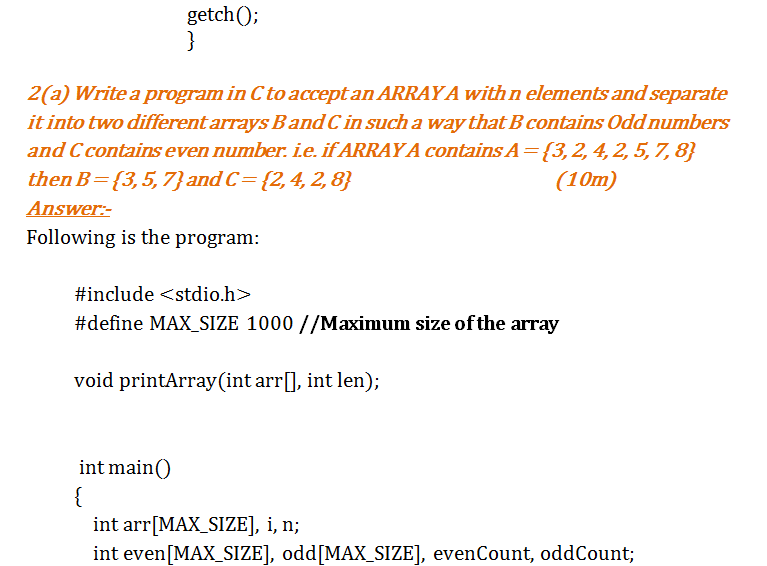 getch();
}
2(a) Write a program in C to accept an ARRAY A with n elements and separate
it into two different arrays B and C in such a way that B contains Odd numbers
and C contains even number. i.e. if ARRAY A contains A = {3, 2, 4, 2, 5, 7, 8}
then B = {3, 5, 7} and C = {2, 4, 2, 8} (10m)
Answer:-
Following is the program:
#include <stdio.h>
#define MAX_SIZE 1000 //Maximum size of the array
void printArray(int arr[], int len);
int main()
{
int arr[MAX_SIZE], i, n;
int even[MAX_SIZE], odd[MAX_SIZE], evenCount, oddCount;